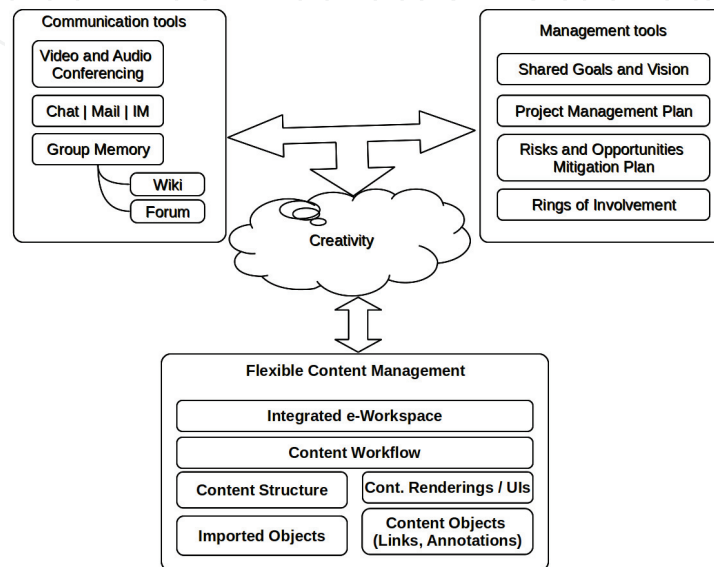 Communication tools
Video and Audio
Conferencing
Chat | Mail | IM
Group Memory
Wiki
Forum
Management tools
Shared Goals and Vision
Project Management Plan
Risks and Opportunities
Mitigation Plan
Rings of Involvement
Creativity
Flexible Content Management
Integrated e-Workspace
Content Workflow
Content Structure
Cont. Renderings / UIs
Imported Objects
Content Objects
(Links, Annotations)